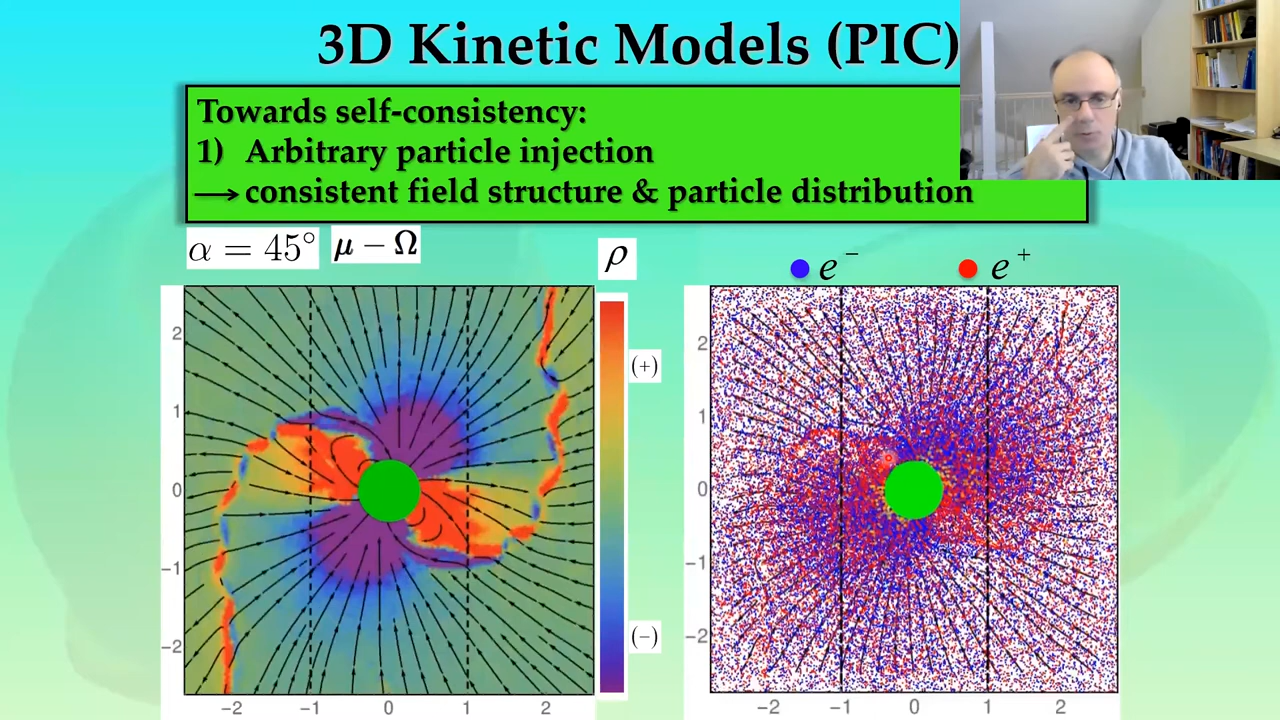 3D Kinetic Models (PIC)
Towards self-consistency:
1) Arbitrary particle injection
→ consistent field structure & particle distribution
α = 45° μ − Ω
ρ
e⁻ e⁺
(+)
(−)
2
1
0
−1
−2
−2 −1 0 1 2
2
1
0
−1
−2
−2 −1 0 1 2